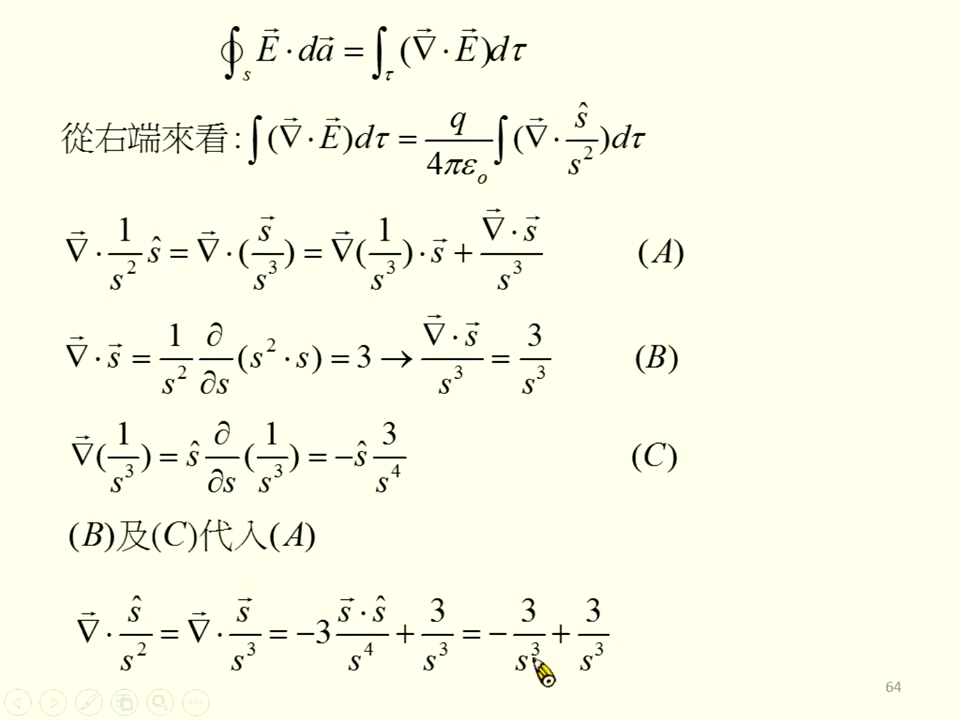 ∮ₛ E⃗ · da⃗ = ∫_τ (∇⃗ · E⃗)dτ
從右端來看: ∫(∇⃗ · E⃗)dτ = q/(4πεₒ) ∫(∇⃗ · ŝ/s²)dτ
∇⃗ · (1/s²) ŝ = ∇⃗ · (s⃗/s³) = ∇⃗(1/s³) · s⃗ + (∇⃗ · s⃗)/s³ (A)
∇⃗ · s⃗ = (1/s²) ∂/∂s (s² · s) = 3 → (∇⃗ · s⃗)/s³ = 3/s³ (B)
∇⃗(1/s³) = ŝ ∂/∂s (1/s³) = −ŝ 3/s⁴ (C)
(B)及(C)代入(A)
∇⃗ · ŝ/s² = ∇⃗ · s⃗/s³ = −3 (s⃗ · ŝ)/s⁴ + 3/s³ = −3/s³ + 3/s³
64